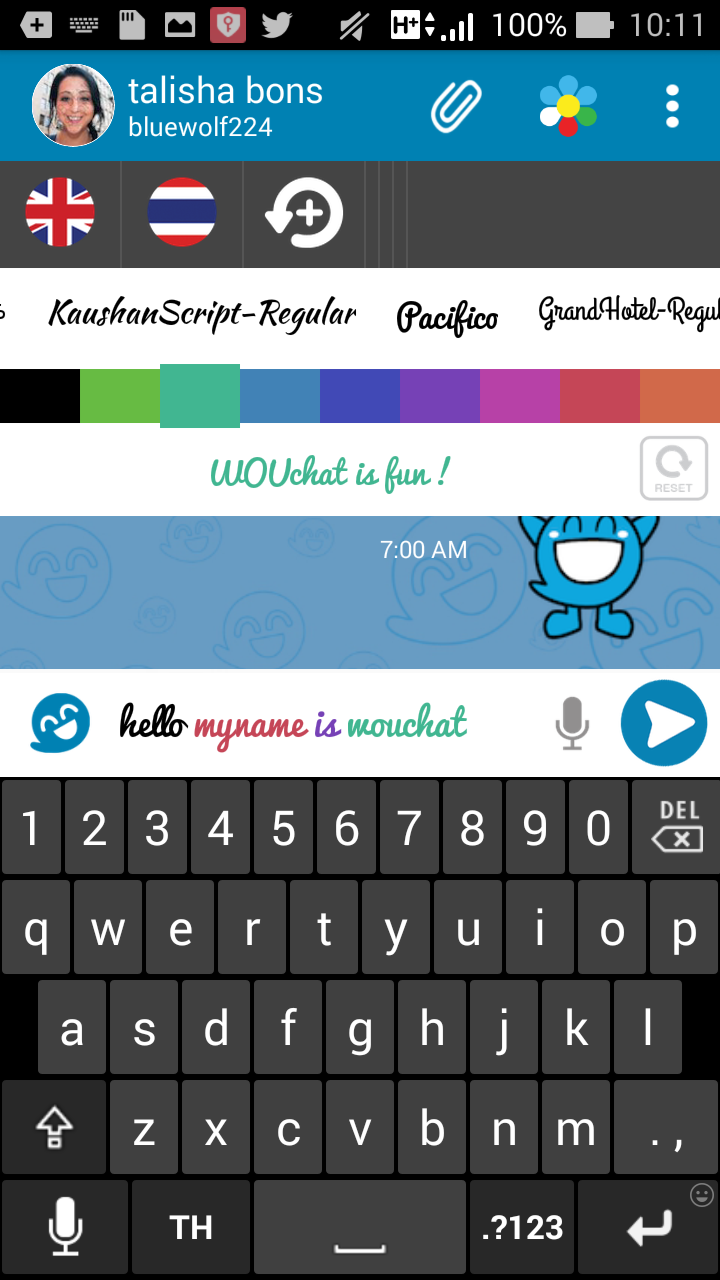 H+ 100% 10:11
talisha bons
bluewolf224
KaushanScript-Regular Pacifico GrandHotel-Regul
WOUchat is fun !
RESET
7:00 AM
hello myname is wouchat
1 2 3 4 5 6 7 8 9 0 DEL
q w e r t y u i o p
a s d f g h j k l
z x c v b n m . ,
TH .?123